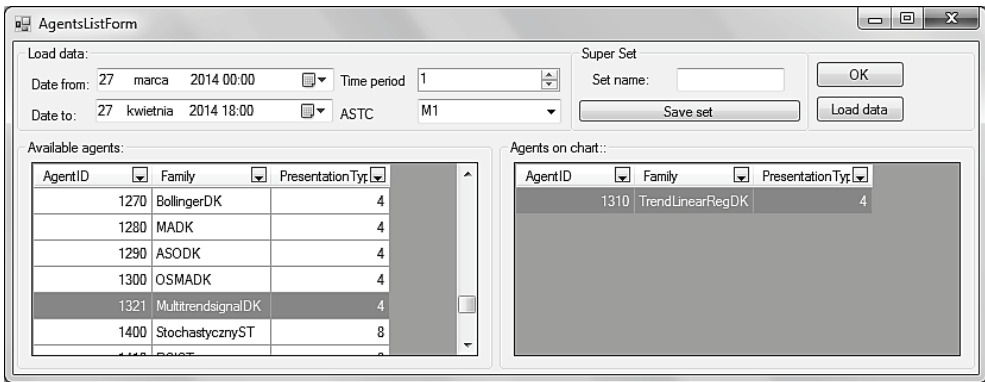 AgentsListForm
Load data:
Date from: 27 marca 2014 00:00 Time period 1
Date to: 27 kwietnia 2014 18:00 ASTC M1
Super Set
Set name:
Save set
OK
Load data
Available agents:
AgentID Family PresentationTyp
1270 BollingerDK 4
1280 MADK 4
1290 ASODK 4
1300 OSMADK 4
1321 MultitrendsignalDK 4
1400 StochastycznyST 8
Agents on chart::
AgentID Family PresentationTyp
1310 TrendLinearRegDK 4